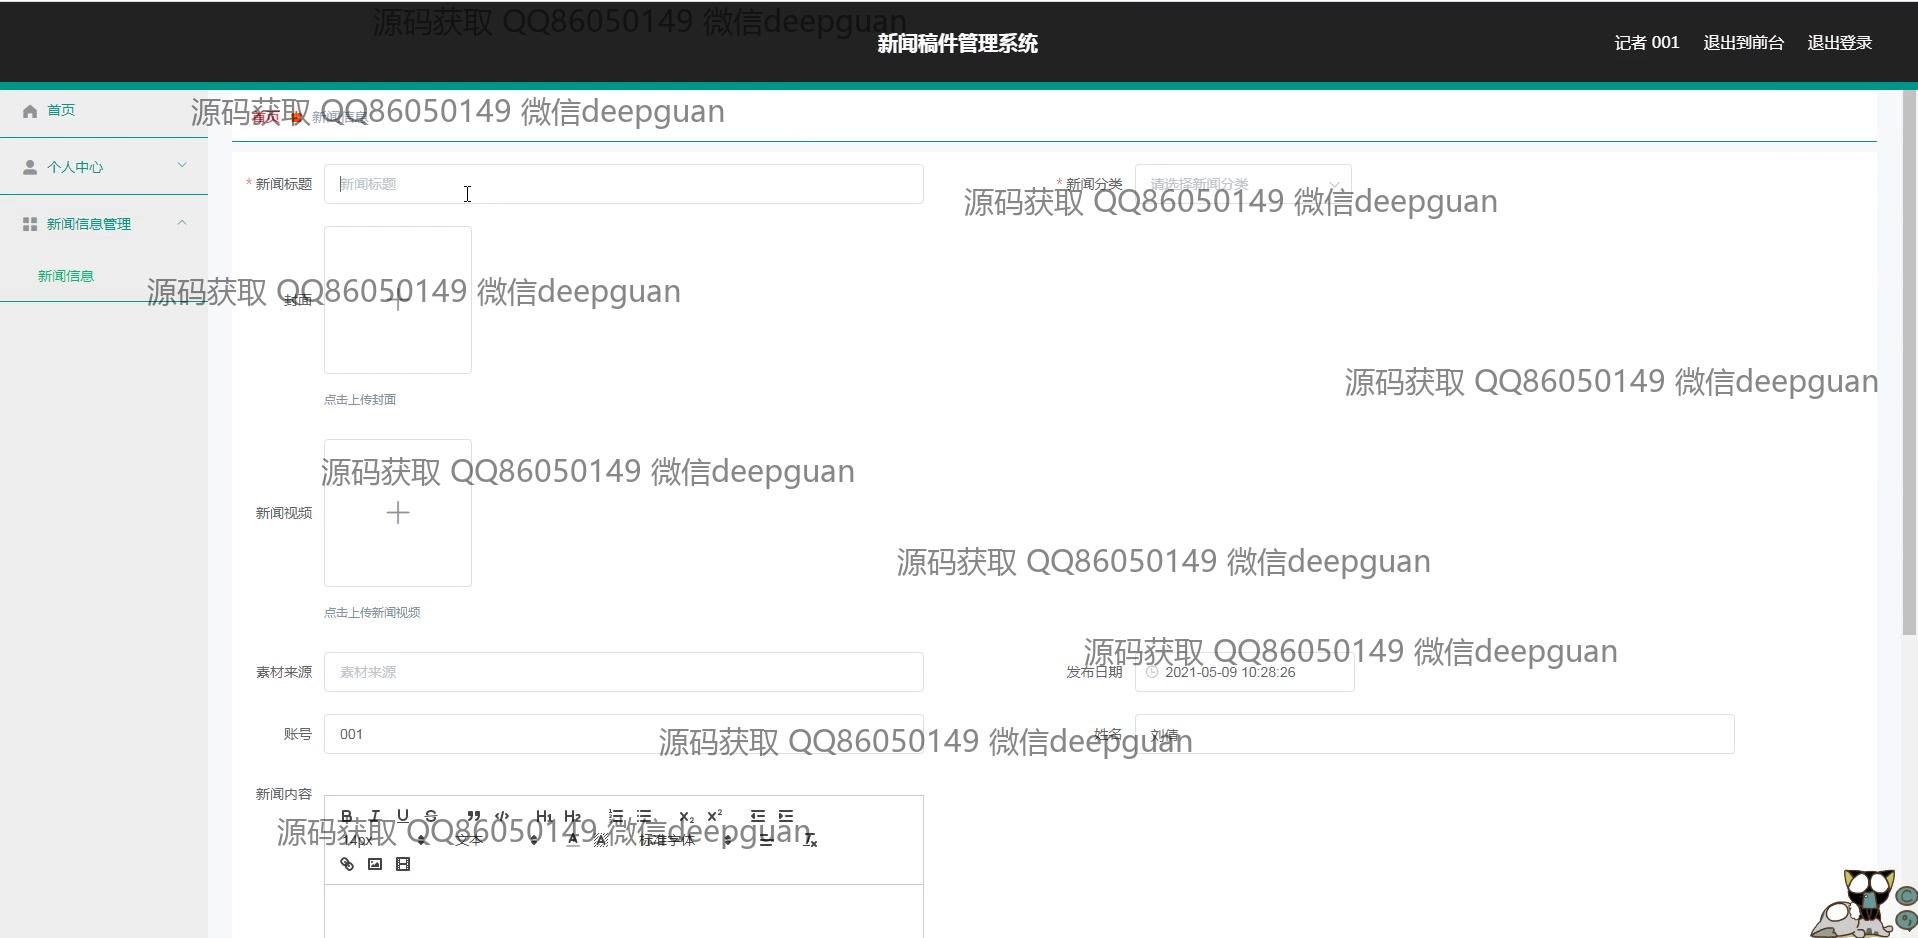 源码获取 QQ86050149 微信deepguan
新闻稿件管理系统
记者 001 退出到前台 退出登录
首页
源码获取 QQ86050149 微信deepguan
首页 新闻信息
个人中心
* 新闻标题 新闻标题
* 新闻分类 请选择新闻分类
源码获取 QQ86050149 微信deepguan
新闻信息管理
新闻信息
源码获取 QQ86050149 微信deepguan
封面
源码获取 QQ86050149 微信deepguan
点击上传封面
源码获取 QQ86050149 微信deepguan
新闻视频
源码获取 QQ86050149 微信deepguan
点击上传新闻视频
源码获取 QQ86050149 微信deepguan
素材来源 素材来源
发布日期 2021-05-09 10:28:26
账号 001
姓名 刘倩
源码获取 QQ86050149 微信deepguan
新闻内容
B I U S ” </> H1 H2 X₂ X²
源码获取 QQ86050149 微信deepguan
14px 文本 A A 标准字体 Tx